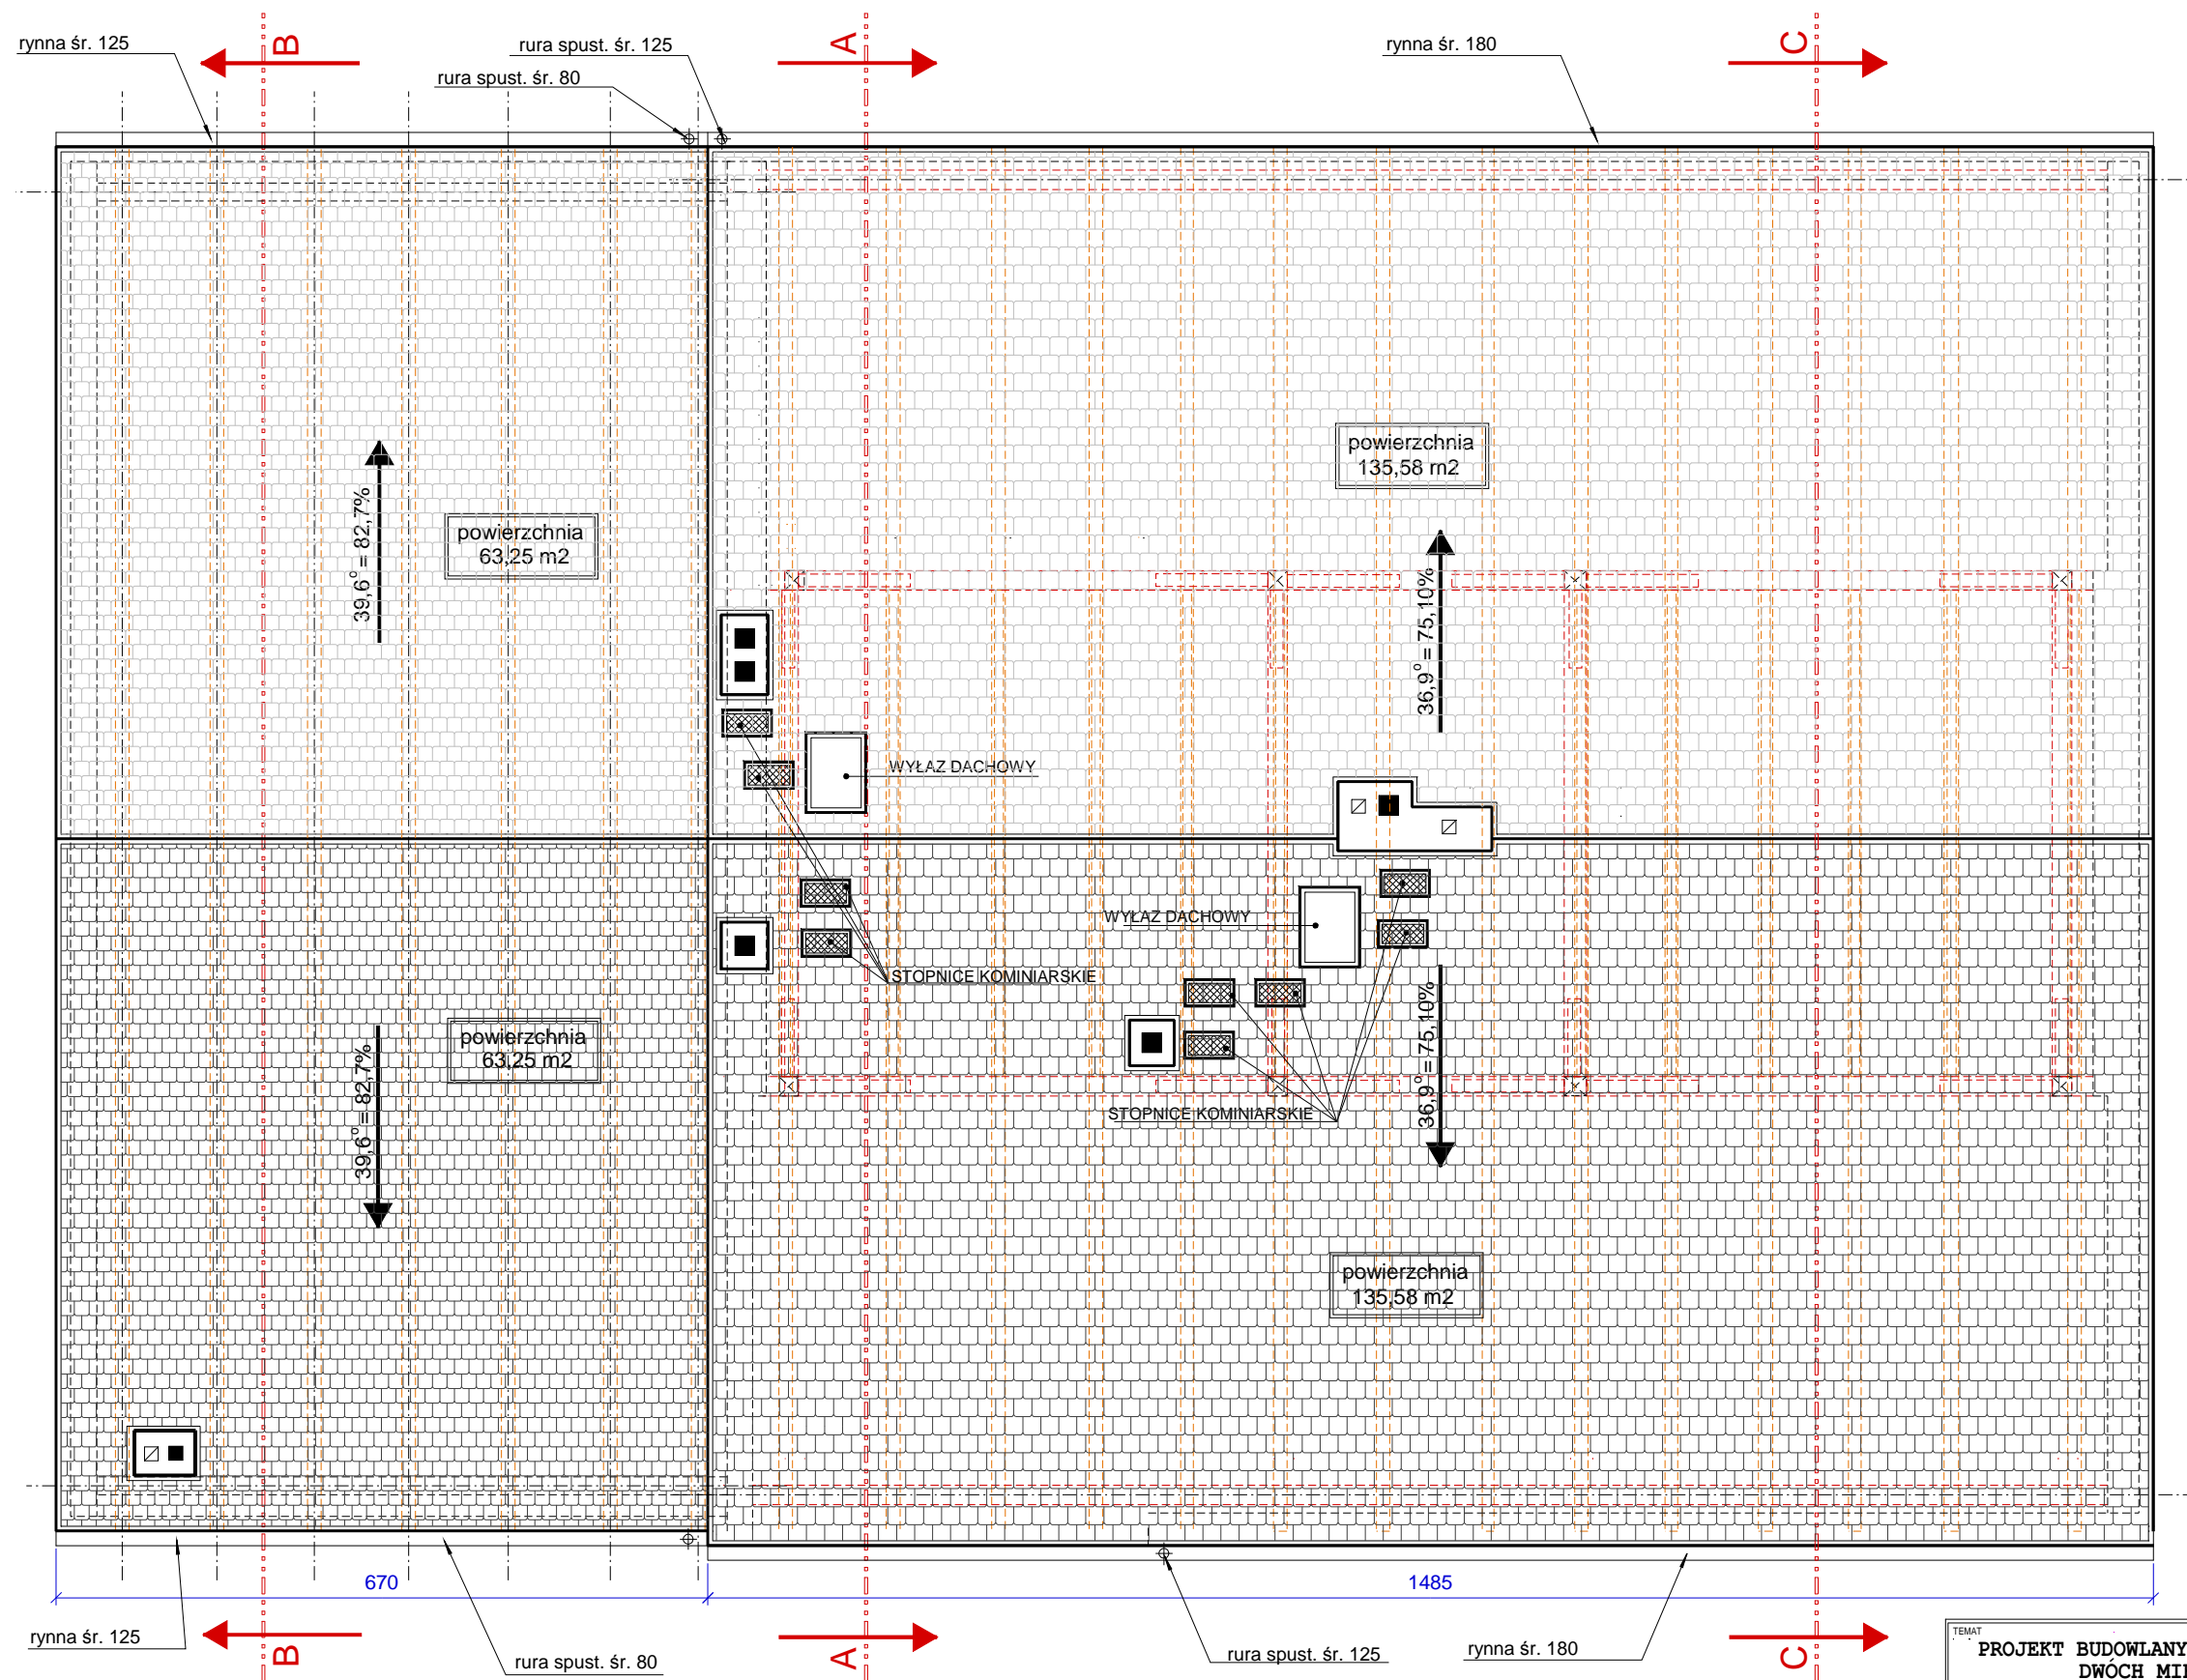 rynna śr. 125
B
rura spust. śr. 125
rura spust. śr. 80
A
rynna śr. 180
C
powierzchnia
135,58 m2
powierzchnia
63,25 m2
39,6° = 82,7%
36,9° = 75,10%
WYŁAZ DACHOWY
WYŁAZ DACHOWY
STOPNICE KOMINIARSKIE
powierzchnia
63,25 m2
39,6° = 82,7%
36,9° = 75,10%
STOPNICE KOMINIARSKIE
powierzchnia
135,58 m2
670
1485
rynna śr. 125
B
rura spust. śr. 80
A
rura spust. śr. 125
rynna śr. 180
C
TEMAT
PROJEKT BUDOWLANY
DWÓCH